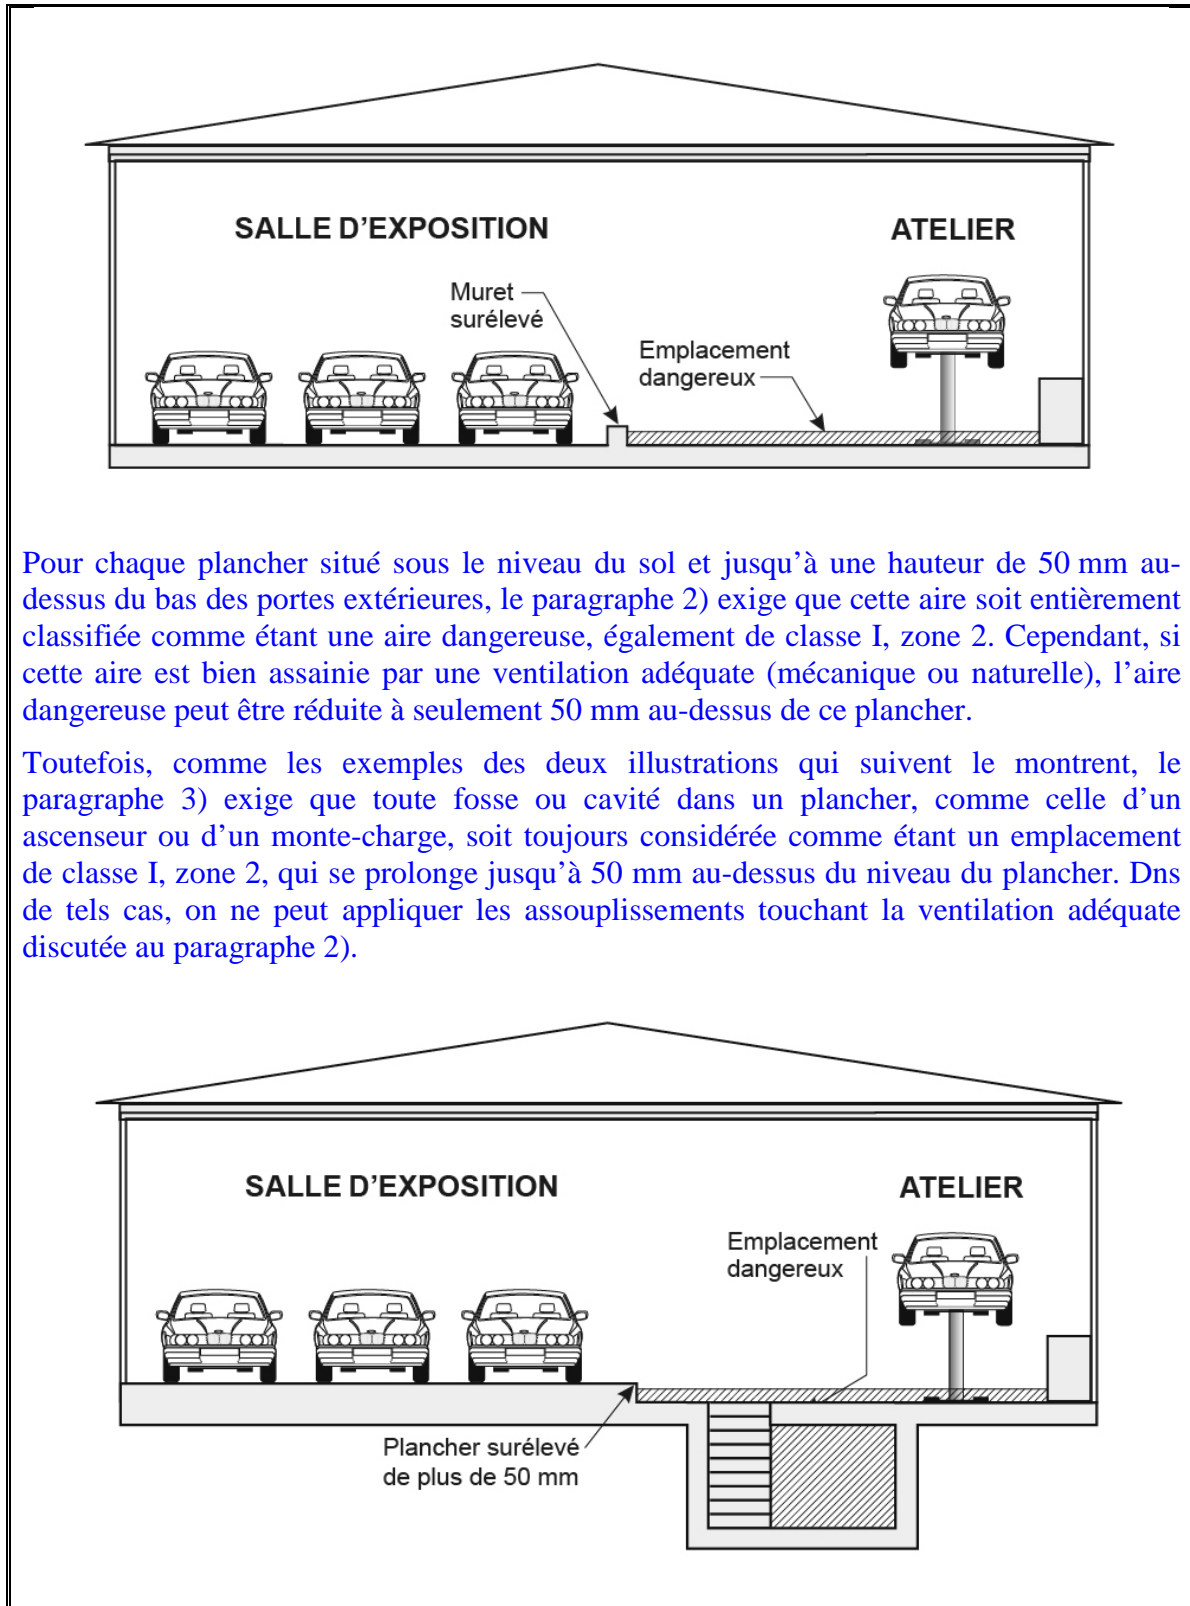 SALLE D'EXPOSITION
ATELIER
Muret
surélevé
Emplacement
dangereux
Pour chaque plancher situé sous le niveau du sol et jusqu'à une hauteur de 50 mm au-
dessus du bas des portes extérieures, le paragraphe 2) exige que cette aire soit entièrement
classifiée comme étant une aire dangereuse, également de classe I, zone 2. Cependant, si
cette aire est bien assainie par une ventilation adéquate (mécanique ou naturelle), l'aire
dangereuse peut être réduite à seulement 50 mm au-dessus de ce plancher.
Toutefois, comme les exemples des deux illustrations qui suivent le montrent, le
paragraphe 3) exige que toute fosse ou cavité dans un plancher, comme celle d'un
ascenseur ou d'un monte-charge, soit toujours considérée comme étant un emplacement
de classe I, zone 2, qui se prolonge jusqu'à 50 mm au-dessus du niveau du plancher. Dns
de tels cas, on ne peut appliquer les assouplissements touchant la ventilation adéquate
discutée au paragraphe 2).
SALLE D'EXPOSITION
ATELIER
Emplacement
dangereux
Plancher surélevé
de plus de 50 mm